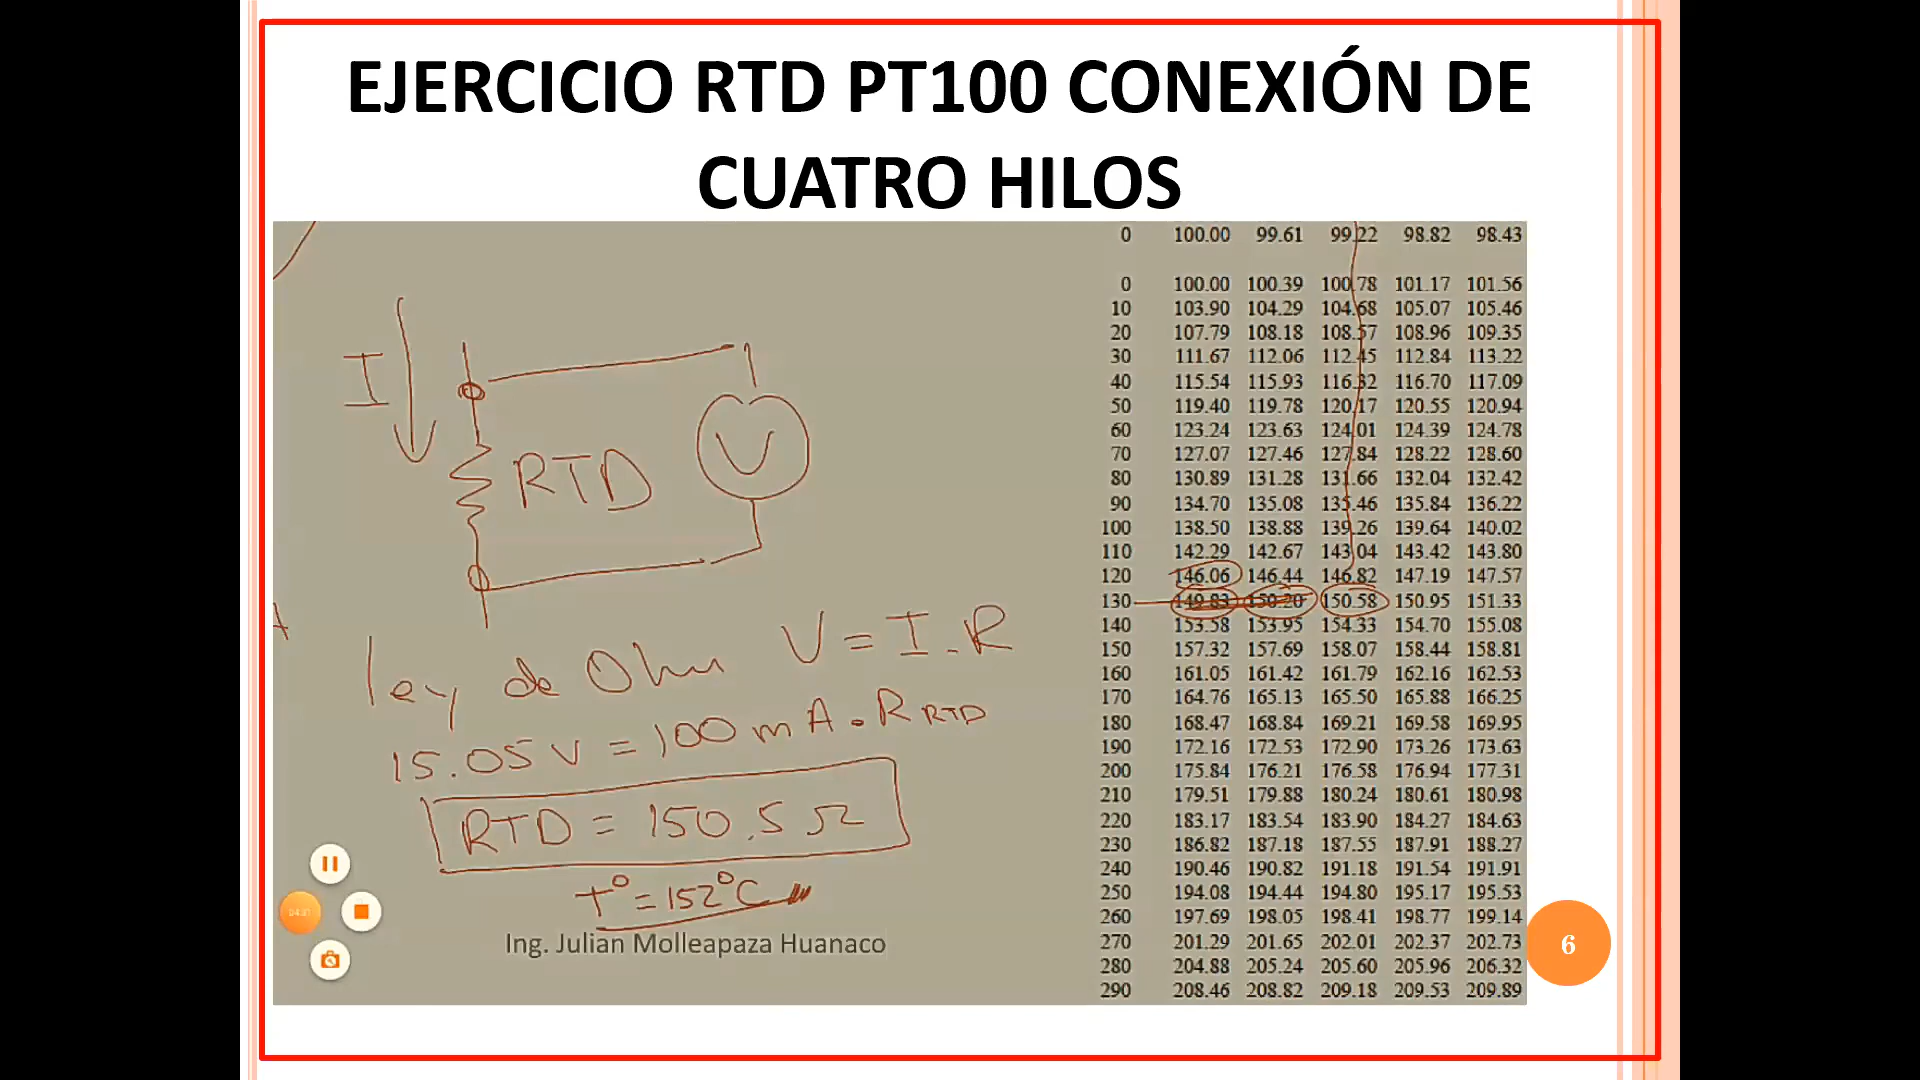 EJERCICIO RTD PT100 CONEXIÓN DE
CUATRO HILOS
I
RTD
V
ley de Ohm V = I . R
15.05 V = 100 mA . R RTD
RTD = 150.5 Ω
T° = 152°C
Ing. Julian Molleapaza Huanaco
0 100.00 99.61 99.22 98.82 98.43
0 100.00 100.39 100.78 101.17 101.56
10 103.90 104.29 104.68 105.07 105.46
20 107.79 108.18 108.57 108.96 109.35
30 111.67 112.06 112.45 112.84 113.22
40 115.54 115.93 116.32 116.70 117.09
50 119.40 119.78 120.17 120.55 120.94
60 123.24 123.63 124.01 124.39 124.78
70 127.07 127.46 127.84 128.22 128.60
80 130.89 131.28 131.66 132.04 132.42
90 134.70 135.08 135.46 135.84 136.22
100 138.50 138.88 139.26 139.64 140.02
110 142.29 142.67 143.04 143.42 143.80
120 146.06 146.44 146.82 147.19 147.57
130 149.83 150.20 150.58 150.95 151.33
140 153.58 153.95 154.33 154.70 155.08
150 157.32 157.69 158.07 158.44 158.81
160 161.05 161.42 161.79 162.16 162.53
170 164.76 165.13 165.50 165.88 166.25
180 168.47 168.84 169.21 169.58 169.95
190 172.16 172.53 172.90 173.26 173.63
200 175.84 176.21 176.58 176.94 177.31
210 179.51 179.88 180.24 180.61 180.98
220 183.17 183.54 183.90 184.27 184.63
230 186.82 187.18 187.55 187.91 188.27
240 190.46 190.82 191.18 191.54 191.91
250 194.08 194.44 194.80 195.17 195.53
260 197.69 198.05 198.41 198.77 199.14
270 201.29 201.65 202.01 202.37 202.73
280 204.88 205.24 205.60 205.96 206.32
290 208.46 208.82 209.18 209.53 209.89
6